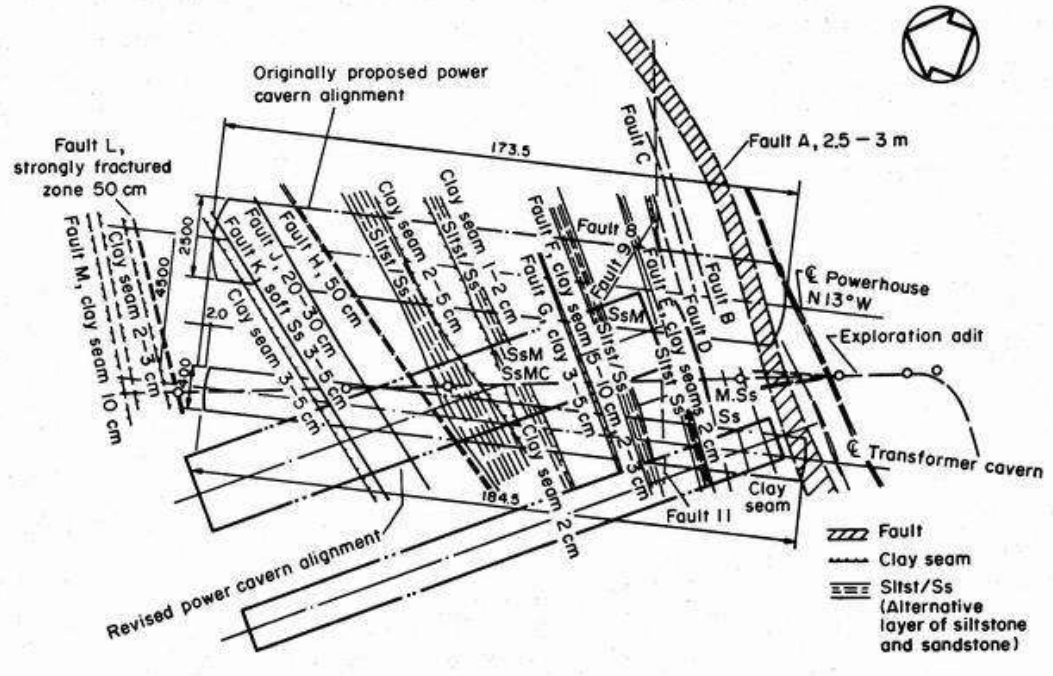 Originally proposed power
cavern alignment
Fault L,
strongly fractured
zone 50 cm
173.5
Fault A, 2.5 – 3 m
Fault C
Fault B
Fault 8
Fault 9
Fault D
Fault E, clay seams 2 cm
Fault F, clay seam 5–10 cm
Fault G, clay 3–5 cm
Clay seam 1–2 cm
Sltst/Ss
Clay seam 2–5 cm
Sltst/Ss
Fault H, 50 cm
Fault J, 20–30 cm
Fault K, soft Ss 3–5 cm
Clay seam 3–5 cm
Clay seam 2–3 cm
Fault M, clay seam 10 cm
2500
4500
2.0
2400
SsM
SsM
SsMC
Sltst/Ss
2–3 cm
Sltst Ss
M.Ss
Ss
℄ Powerhouse
N 13° W
Exploration adit
℄ Transformer cavern
Clay
seam
Fault 11
Clay seam 2 cm
184.5
Revised power cavern alignment
Fault
Clay seam
Sltst/Ss
(Alternative
layer of siltstone
and sandstone)